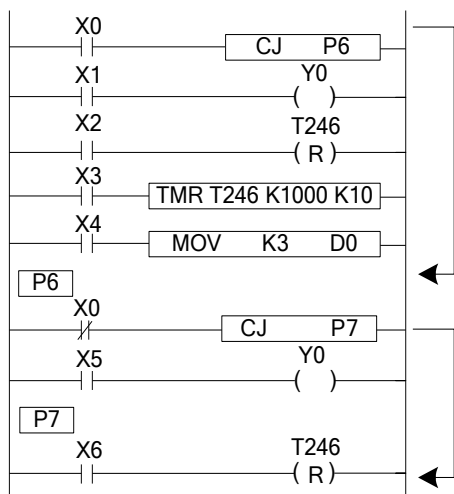 X0
CJ P6
X1 Y0
( )
X2 T246
( R )
X3
TMR T246 K1000 K10
X4
MOV K3 D0
P6
X0
CJ P7
X5 Y0
( )
P7
X6 T246
( R )